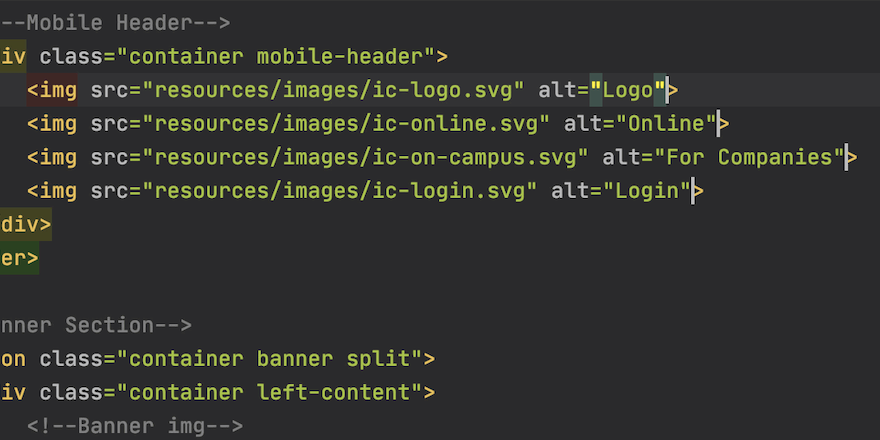 --Mobile Header-->
iv class="container mobile-header">
<img src="resources/images/ic-logo.svg" alt="Logo">
<img src="resources/images/ic-online.svg" alt="Online">
<img src="resources/images/ic-on-campus.svg" alt="For Companies">
<img src="resources/images/ic-login.svg" alt="Login">
div>
er>
nner Section-->
on class="container banner split">
iv class="container left-content">
<!--Banner img-->